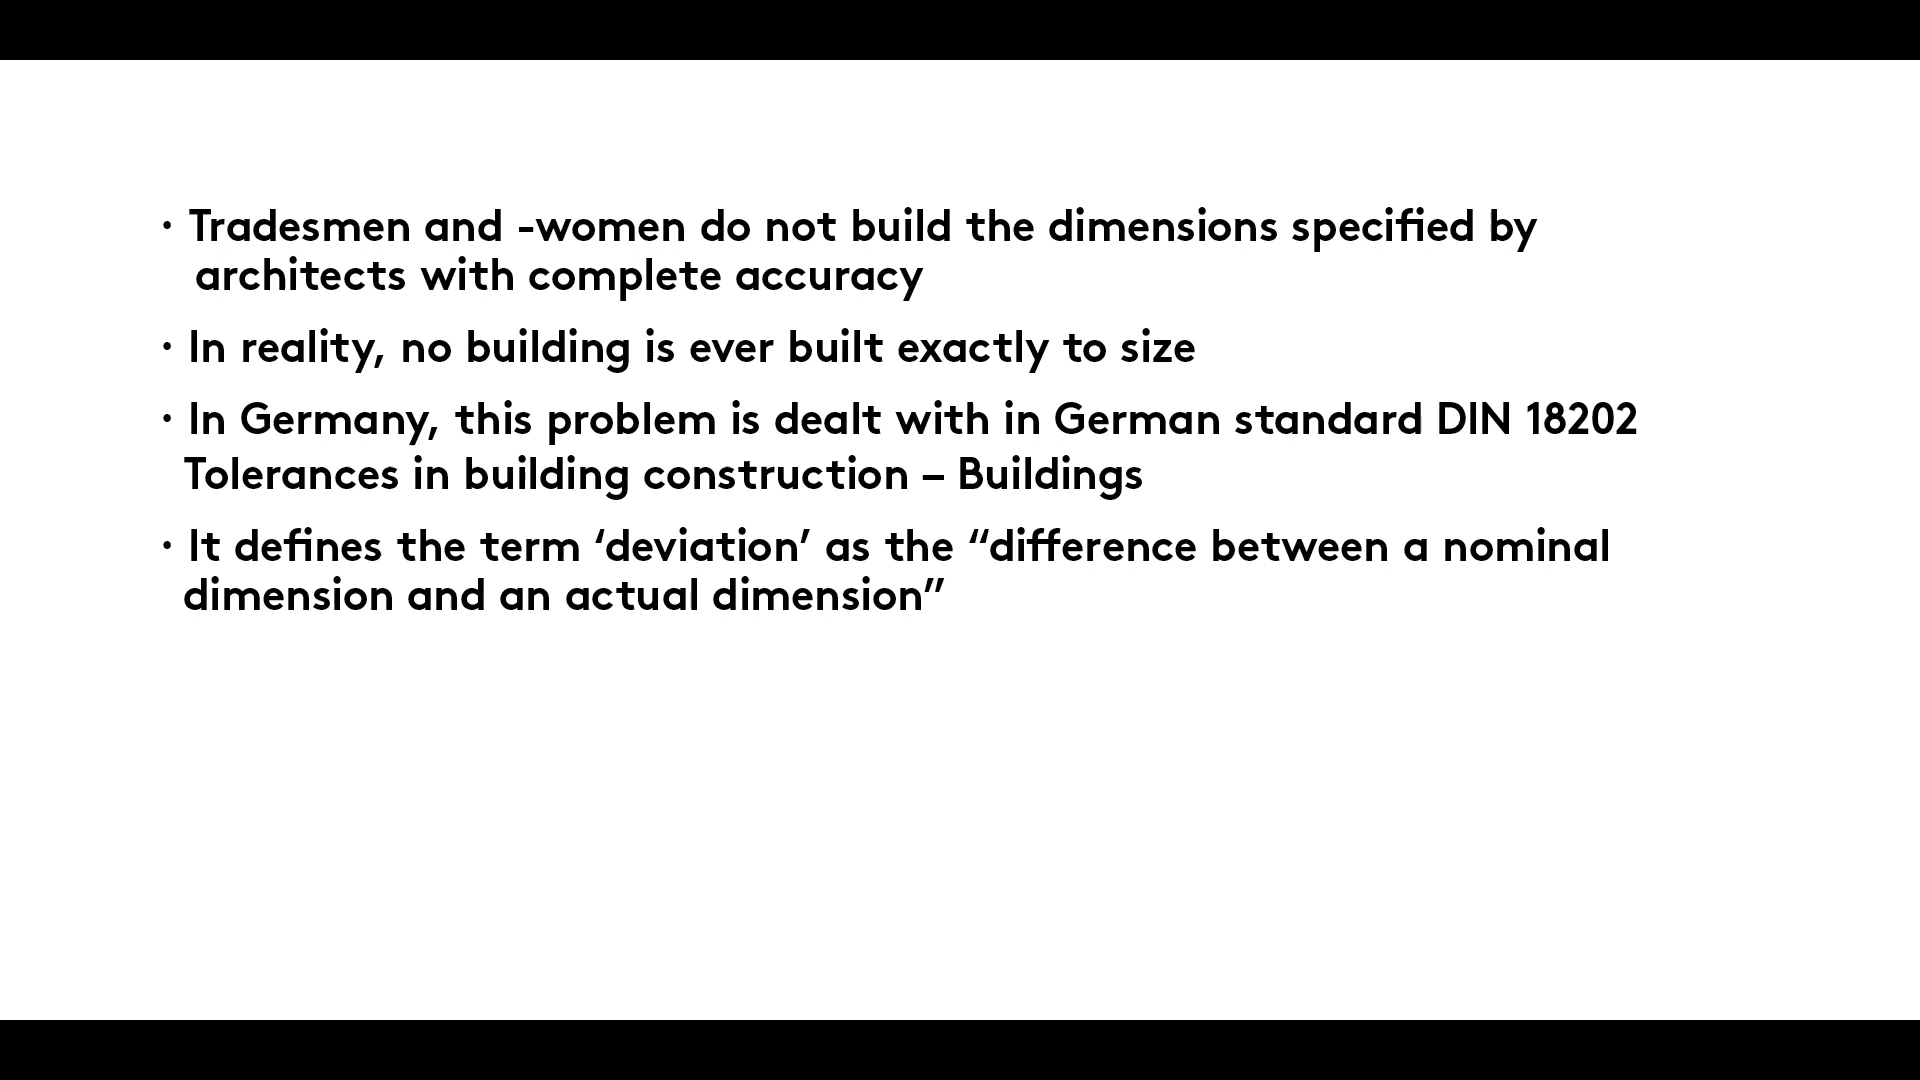 · Tradesmen and -women do not build the dimensions specified by
architects with complete accuracy
· In reality, no building is ever built exactly to size
· In Germany, this problem is dealt with in German standard DIN 18202
Tolerances in building construction – Buildings
· It defines the term ‘deviation’ as the “difference between a nominal
dimension and an actual dimension”